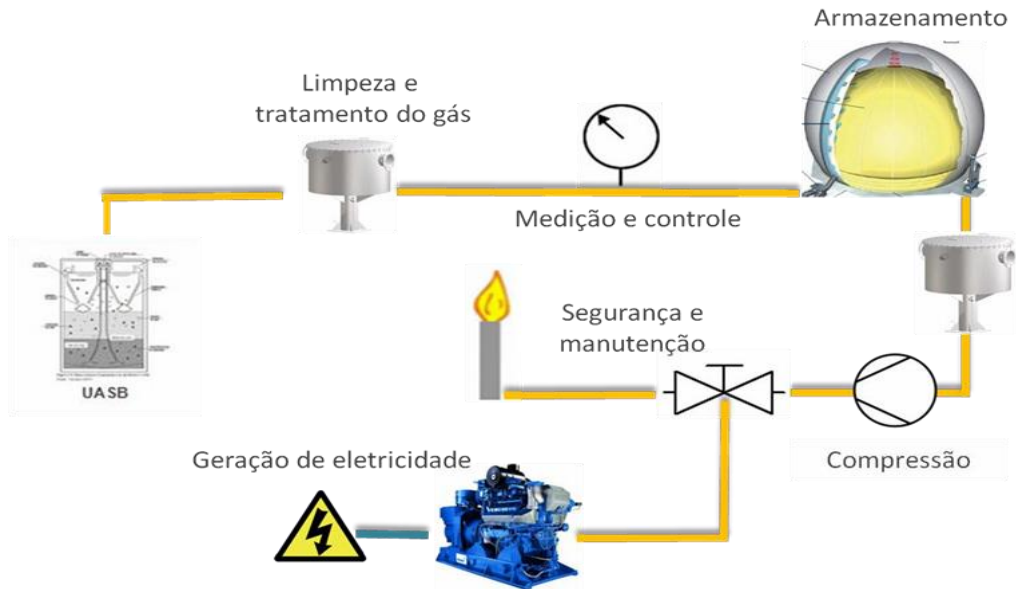 Armazenamento
Limpeza e
tratamento do gás
Medição e controle
Segurança e
manutenção
UASB
Geração de eletricidade
Compressão